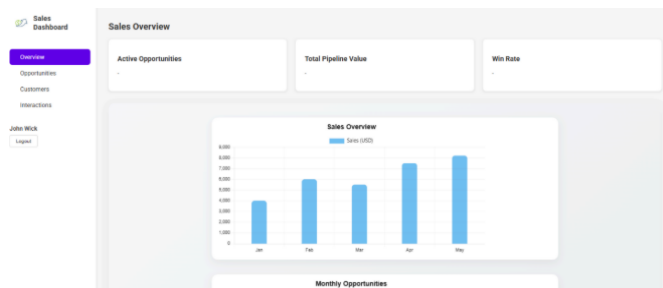 Sales
Dashboard
Overview
Opportunities
Customers
Interactions
John Wick
Logout
Sales Overview
Active Opportunities
-
Total Pipeline Value
-
Win Rate
-
Sales Overview
Sales (USD)
9,000
8,000
7,000
6,000
5,000
4,000
3,000
2,000
1,000
0
Jan
Feb
Mar
Apr
May
Monthly Opportunities